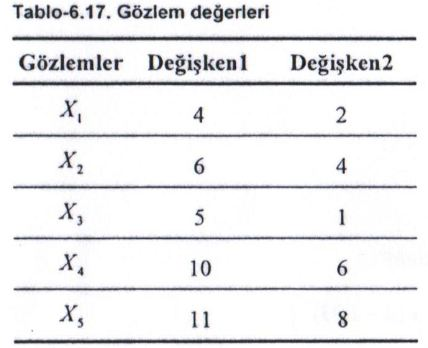 Tablo-6.17. Gözlem değerleri
Gözlemler Değişken1 Değişken2
X₁ 4 2
X₂ 6 4
X₃ 5 1
X₄ 10 6
X₅ 11 8